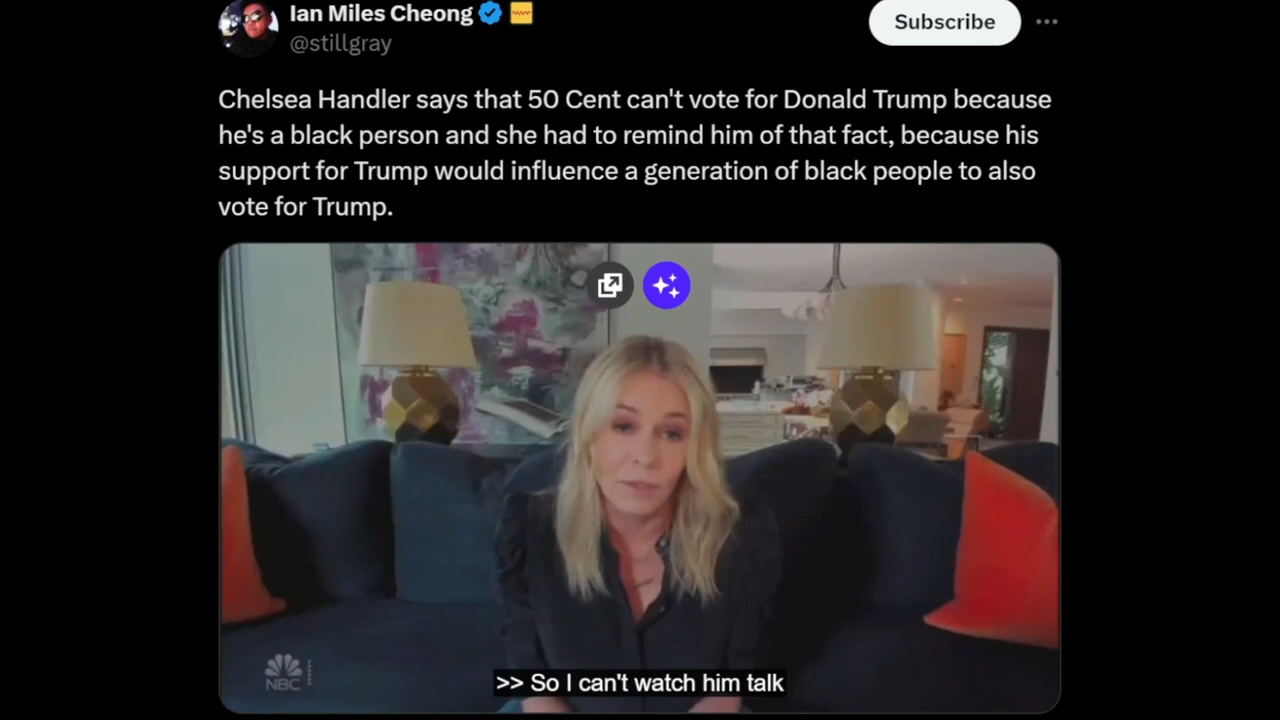 Ian Miles Cheong
@stillgray
Subscribe
Chelsea Handler says that 50 Cent can't vote for Donald Trump because
he's a black person and she had to remind him of that fact, because his
support for Trump would influence a generation of black people to also
vote for Trump.
NBC
>> So I can't watch him talk